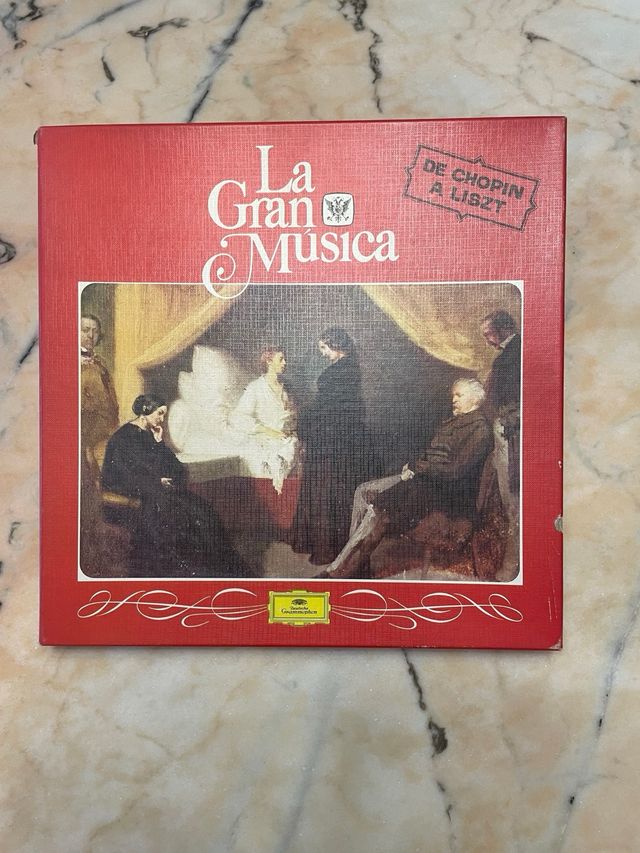 La
Gran
Música
DE CHOPIN
A LISZT
Deutsche
Grammophon